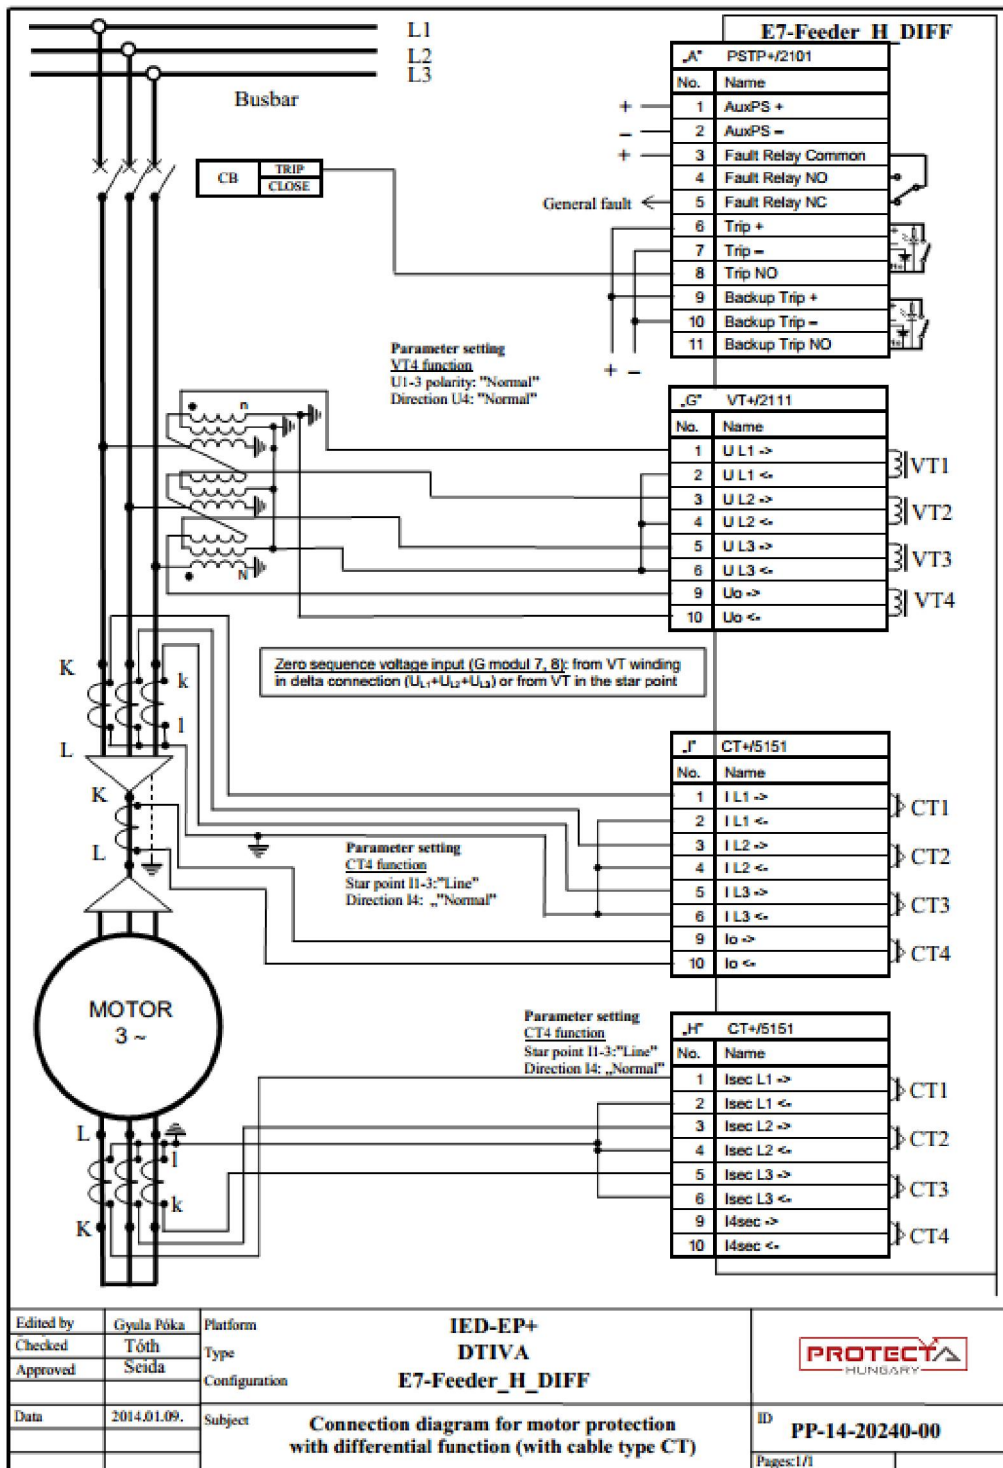 L1
L2
L3
Busbar
E7-Feeder_H_DIFF
„A" PSTP+/2101
No. Name
+ 1 AuxPS +
– 2 AuxPS –
+ 3 Fault Relay Common
4 Fault Relay NO
General fault 5 Fault Relay NC
6 Trip +
7 Trip –
8 Trip NO
9 Backup Trip +
10 Backup Trip –
11 Backup Trip NO
+ –
CB TRIP
CLOSE
Parameter setting
VT4 function
U1-3 polarity: "Normal"
Direction U4: "Normal"
n
N
„G" VT+/2111
No. Name
1 U L1 ->
2 U L1 <-
VT1
3 U L2 ->
4 U L2 <-
VT2
5 U L3 ->
6 U L3 <-
VT3
9 Uo ->
10 Uo <-
VT4
Zero sequence voltage input (G modul 7, 8): from VT winding
in delta connection (UL1+UL2+UL3) or from VT in the star point
K
k
l
L
K
L
„I" CT+/5151
No. Name
1 I L1 ->
2 I L1 <-
CT1
3 I L2 ->
4 I L2 <-
CT2
5 I L3 ->
6 I L3 <-
CT3
9 Io ->
10 Io <-
CT4
Parameter setting
CT4 function
Star point I1-3:"Line"
Direction I4: „"Normal"
MOTOR
3 ~
Parameter setting
CT4 function
Star point I1-3:"Line"
Direction I4: „Normal"
„H" CT+/5151
No. Name
1 Isec L1 ->
2 Isec L1 <-
CT1
3 Isec L2 ->
4 Isec L2 <-
CT2
5 Isec L3 ->
6 Isec L3 <-
CT3
9 I4sec ->
10 I4sec <-
CT4
L
l
k
K
Edited by Gyula Póka
Checked Tóth
Approved Seida
Data 2014.01.09.
Platform IED-EP+
Type DTIVA
Configuration E7-Feeder_H_DIFF
Subject Connection diagram for motor protection
with differential function (with cable type CT)
PROTECTA
HUNGARY
ID
PP-14-20240-00
Pages:1/1